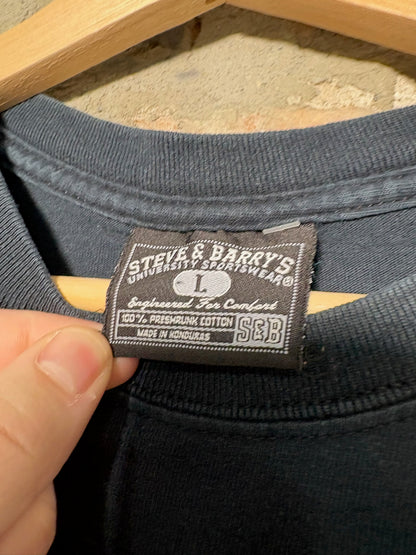 STEVE & BARRY'S
UNIVERSITY SPORTSWEAR®
L
Engineered For Comfort
100% PRESHRUNK COTTON
MADE IN HONDURAS
S&B